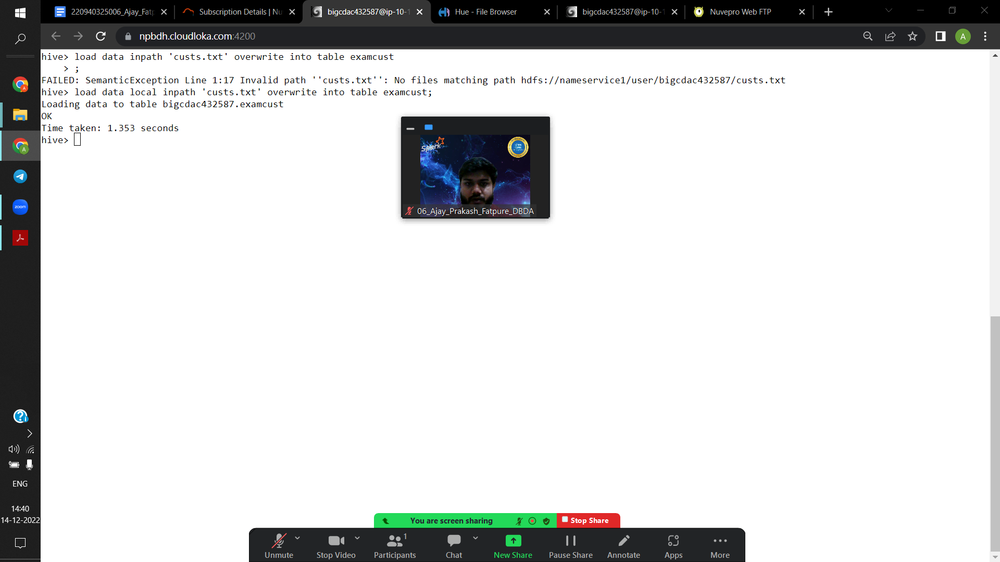 220940325006_Ajay_Fatp
Subscription Details | Nu
bigcdac432587@ip-10-1
Hue - File Browser
bigcdac432587@ip-10-1
Nuvepro Web FTP
npbdh.cloudloka.com:4200
A
hive> load data inpath 'custs.txt' overwrite into table examcust
    > ;
FAILED: SemanticException Line 1:17 Invalid path ''custs.txt'': No files matching path hdfs://nameservice1/user/bigcdac432587/custs.txt
hive> load data local inpath 'custs.txt' overwrite into table examcust;
Loading data to table bigcdac432587.examcust
OK
Time taken: 1.353 seconds
hive>
Spark
06_Ajay_Prakash_Fatpure_DBDA
zoom
ENG
14:40
14-12-2022
You are screen sharing
Stop Share
Unmute
Stop Video
1
Participants
Chat
New Share
Pause Share
Annotate
Apps
More